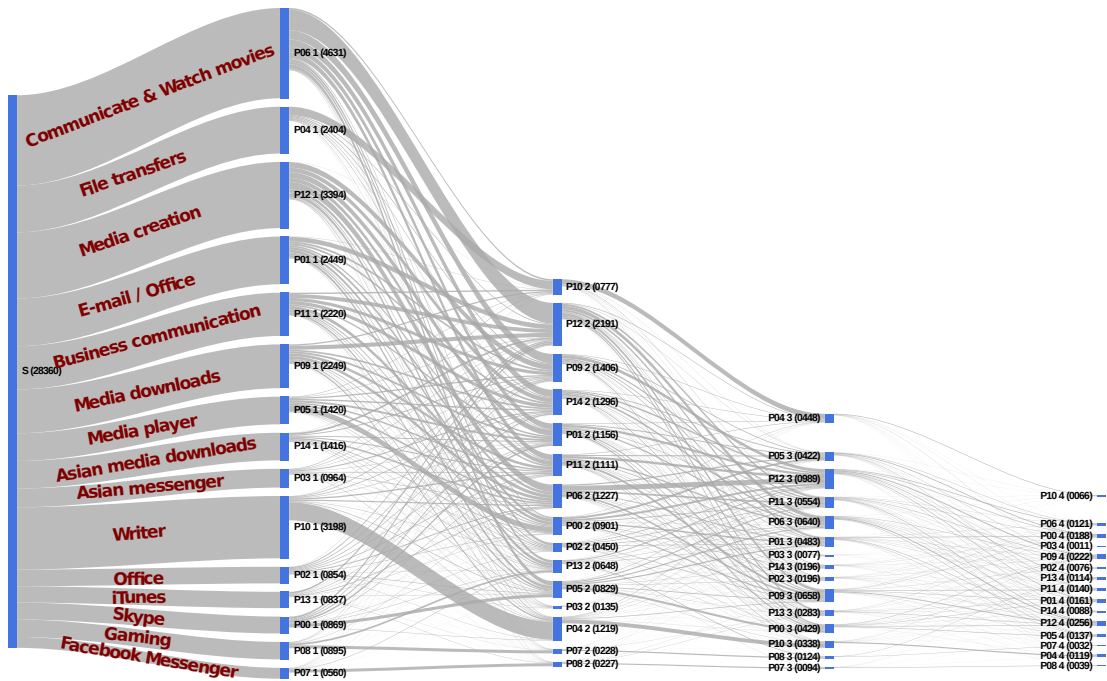 S (28360)
Communicate & Watch movies
File transfers
Media creation
E-mail / Office
Business communication
Media downloads
Media player
Asian media downloads
Asian messenger
Writer
Office
iTunes
Skype
Gaming
Facebook Messenger
P06 1 (4631)
P04 1 (2404)
P12 1 (3394)
P01 1 (2449)
P11 1 (2220)
P09 1 (2249)
P05 1 (1420)
P14 1 (1416)
P03 1 (0964)
P10 1 (3198)
P02 1 (0854)
P13 1 (0837)
P00 1 (0869)
P08 1 (0895)
P07 1 (0560)
P10 2 (0777)
P12 2 (2191)
P09 2 (1406)
P14 2 (1296)
P01 2 (1156)
P11 2 (1111)
P06 2 (1227)
P00 2 (0901)
P02 2 (0450)
P13 2 (0648)
P05 2 (0829)
P03 2 (0135)
P04 2 (1219)
P07 2 (0228)
P08 2 (0227)
P04 3 (0448)
P05 3 (0422)
P12 3 (0989)
P11 3 (0554)
P06 3 (0640)
P01 3 (0483)
P03 3 (0077)
P14 3 (0196)
P02 3 (0196)
P09 3 (0658)
P13 3 (0283)
P00 3 (0429)
P10 3 (0338)
P08 3 (0124)
P07 3 (0094)
P10 4 (0066)
P06 4 (0121)
P00 4 (0188)
P03 4 (0011)
P09 4 (0222)
P02 4 (0076)
P13 4 (0114)
P11 4 (0140)
P01 4 (0161)
P14 4 (0088)
P12 4 (0256)
P05 4 (0137)
P07 4 (0032)
P04 4 (0119)
P08 4 (0039)